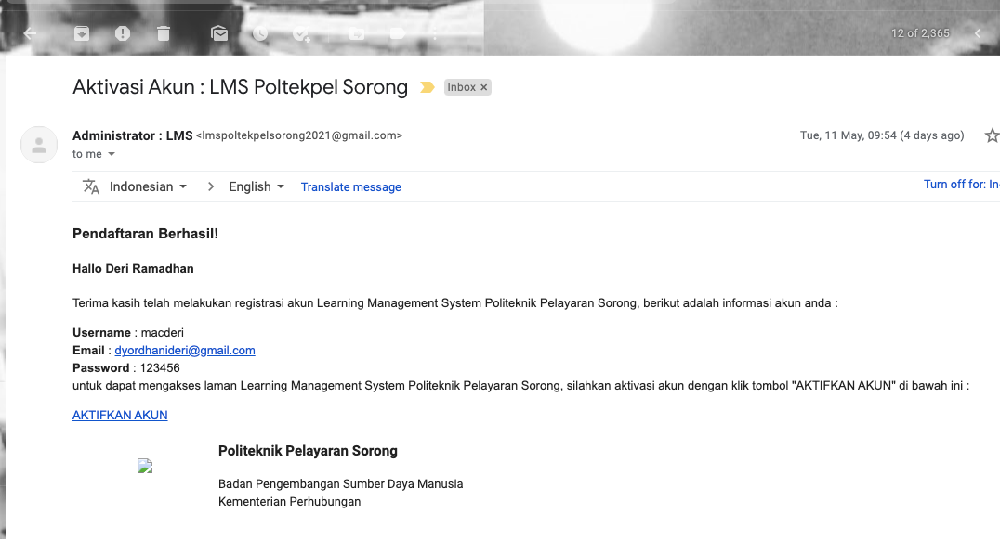 12 of 2,365
Aktivasi Akun : LMS Poltekpel Sorong Inbox ×
Administrator : LMS <lmspoltekpelsorong2021@gmail.com> Tue, 11 May, 09:54 (4 days ago)
to me
Indonesian > English Translate message Turn off for: In
Pendaftaran Berhasil!
Hallo Deri Ramadhan
Terima kasih telah melakukan registrasi akun Learning Management System Politeknik Pelayaran Sorong, berikut adalah informasi akun anda :
Username : macderi
Email : dyordhanideri@gmail.com
Password : 123456
untuk dapat mengakses laman Learning Management System Politeknik Pelayaran Sorong, silahkan aktivasi akun dengan klik tombol "AKTIFKAN AKUN" di bawah ini :
AKTIFKAN AKUN
Politeknik Pelayaran Sorong
Badan Pengembangan Sumber Daya Manusia
Kementerian Perhubungan